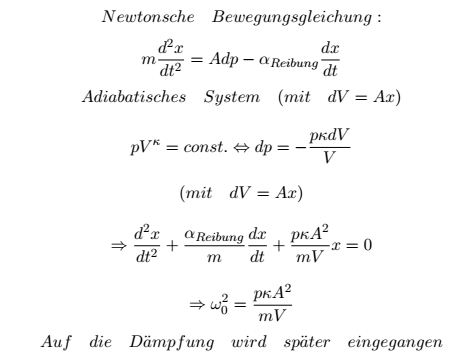 Newtonsche Bewegungsgleichung :
m d²x/dt² = Adp − α_Reibung dx/dt
Adiabatisches System (mit dV = Ax)
pV^κ = const. ⇔ dp = − pκdV/V
(mit dV = Ax)
⇒ d²x/dt² + α_Reibung/m dx/dt + pκA²/mV x = 0
⇒ ω₀² = pκA²/mV
Auf die Dämpfung wird später eingegangen